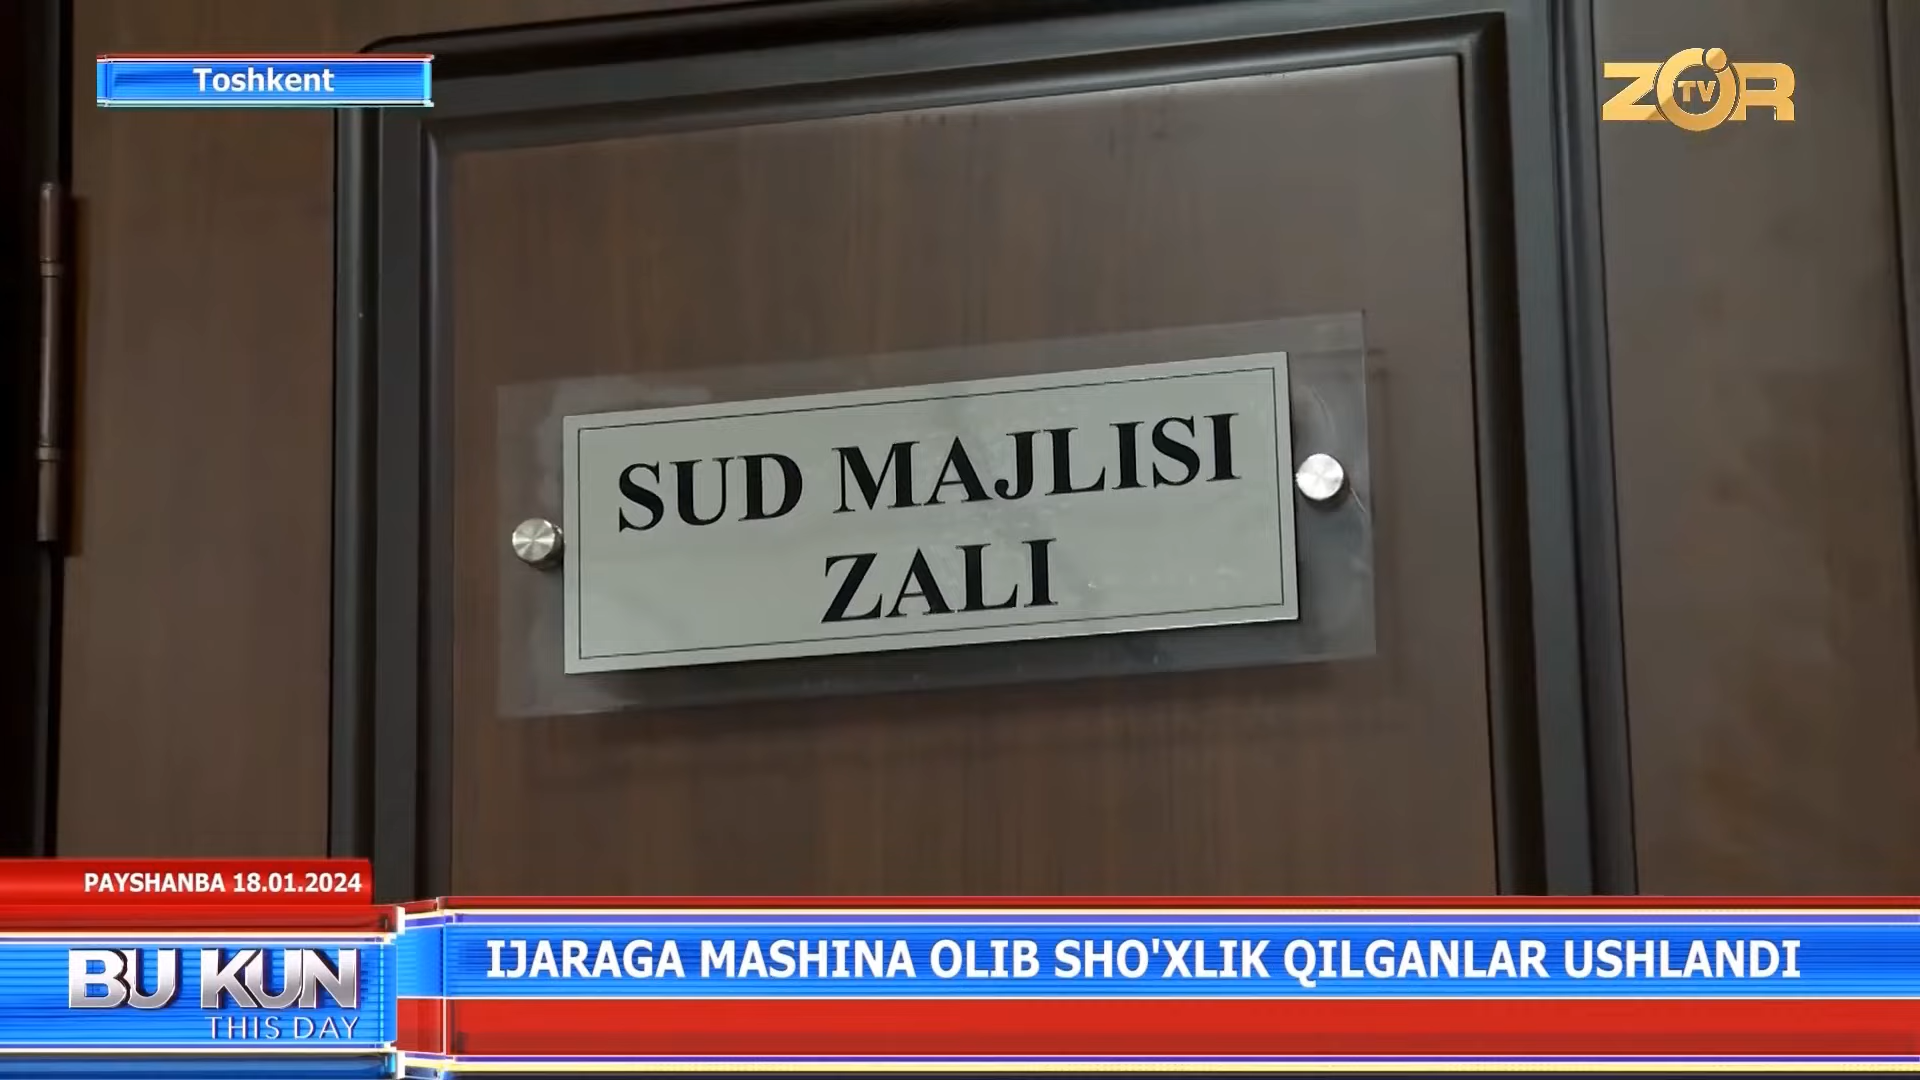 Toshkent
ZOR TV
SUD MAJLISI
ZALI
PAYSHANBA 18.01.2024
BU KUN
THIS DAY
IJARAGA MASHINA OLIB SHO'XLIK QILGANLAR USHLANDI